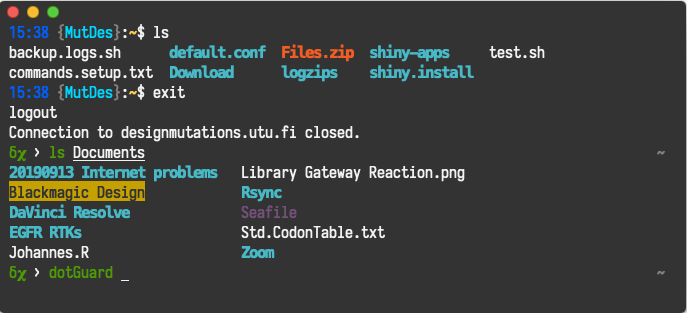 15:38 {MutDes}:~$ ls
backup.logs.sh default.conf Files.zip shiny-apps test.sh
commands.setup.txt Download logzips shiny.install
15:38 {MutDes}:~$ exit
logout
Connection to designmutations.utu.fi closed.
δχ › ls Documents ~
20190913 Internet problems Library Gateway Reaction.png
Blackmagic Design Rsync
DaVinci Resolve Seafile
EGFR RTKs Std.CodonTable.txt
Johannes.R Zoom
δχ › dotGuard _ ~